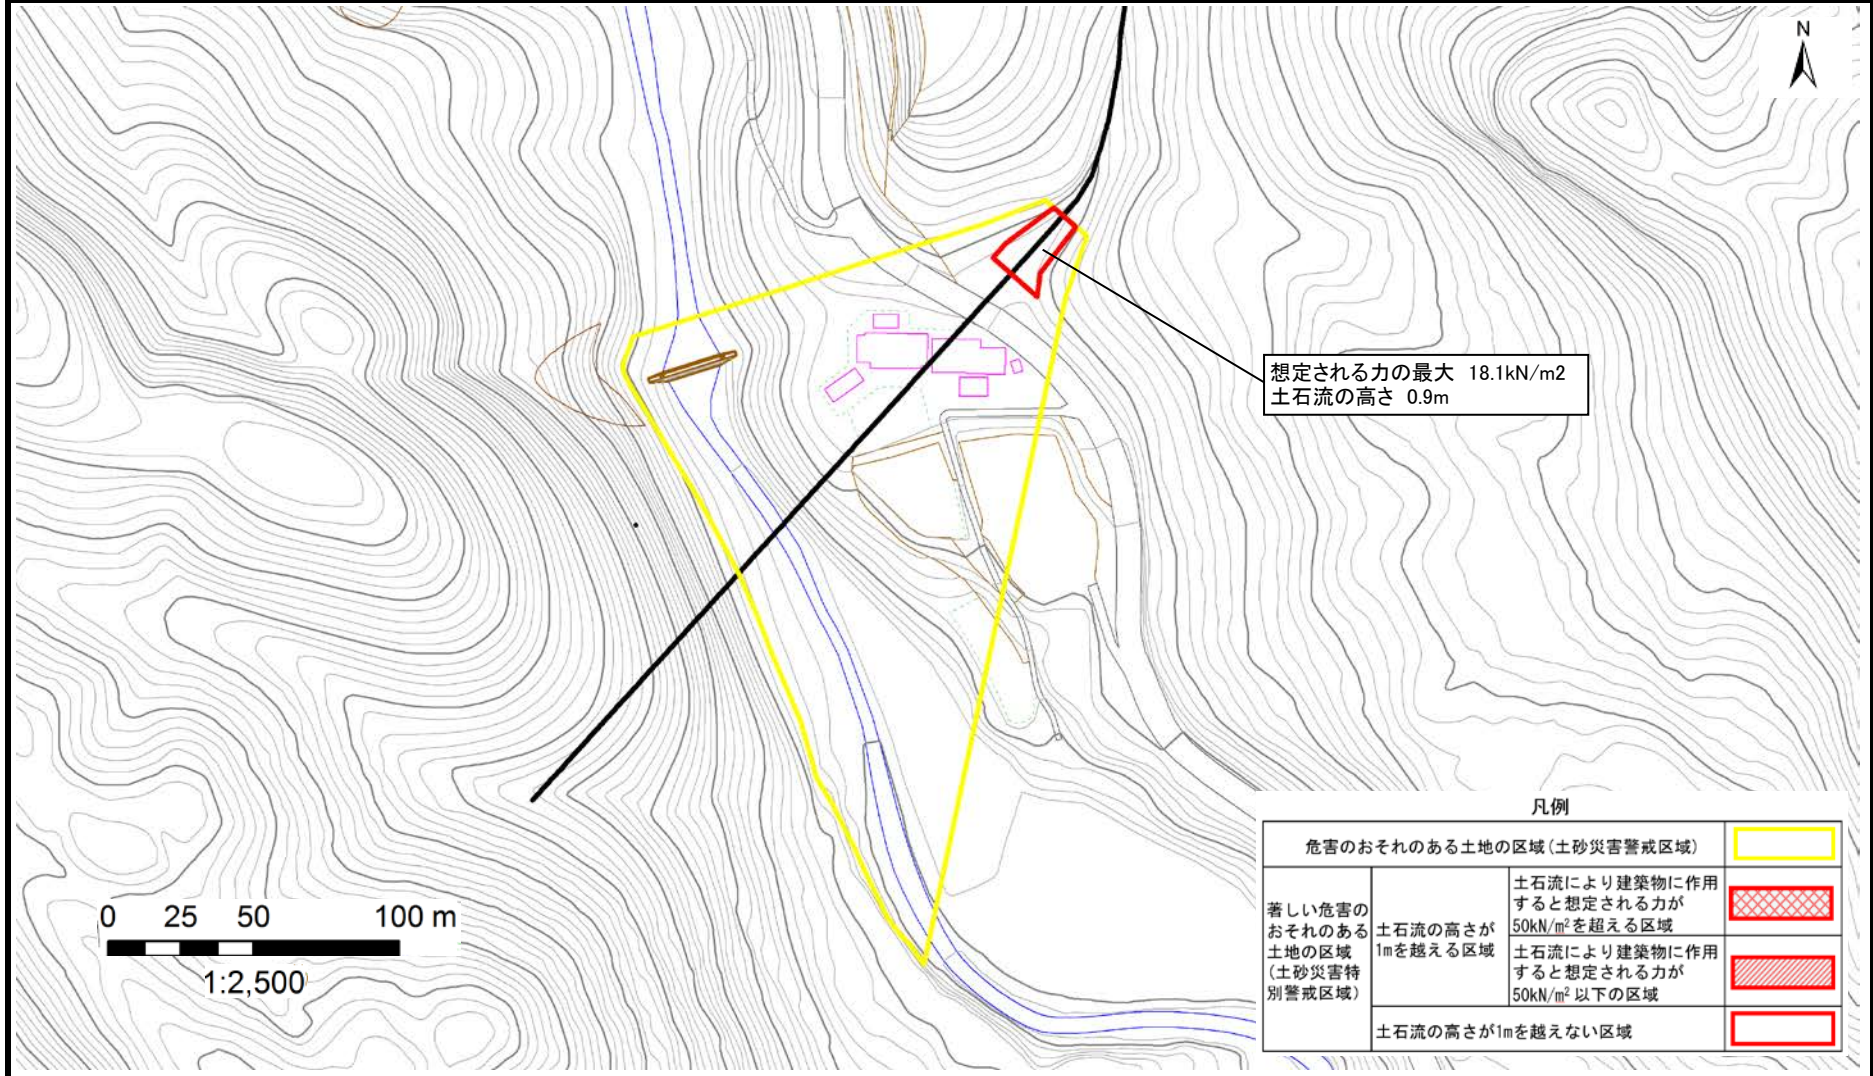 N
想定される力の最大 18.1kN/m2
土石流の高さ 0.9m
0 25 50 100 m
1:2,500
凡例
危害のおそれのある土地の区域(土砂災害警戒区域)
著しい危害の
おそれのある
土地の区域
(土砂災害特
別警戒区域)
土石流の高さが
1mを越える区域
土石流により建築物に作用
すると想定される力が
50kN/m²を超える区域
土石流により建築物に作用
すると想定される力が
50kN/m² 以下の区域
土石流の高さが1mを越えない区域